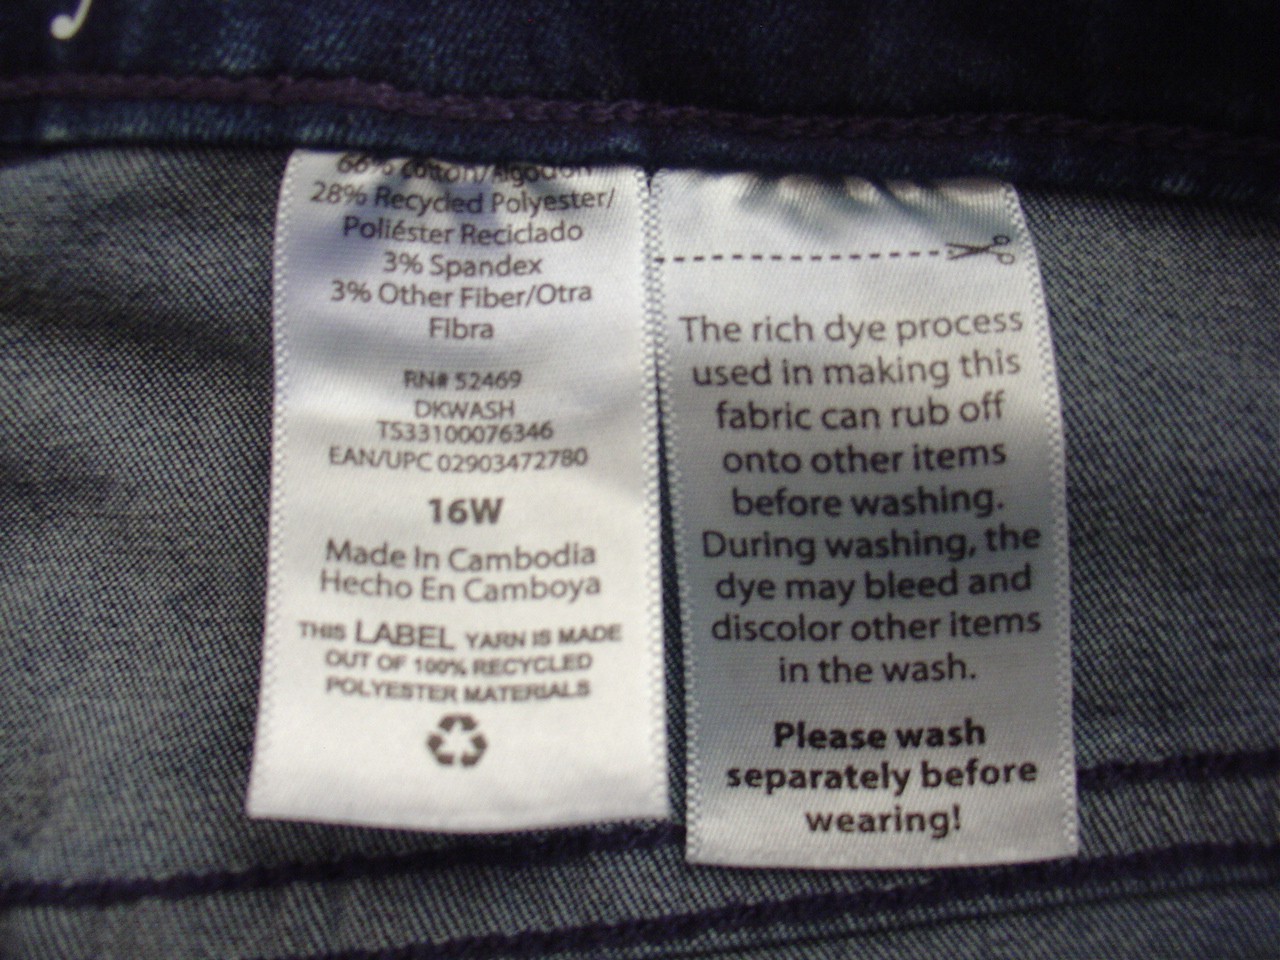 66% Cotton/Algodón
28% Recycled Polyester/
Poliéster Reciclado
3% Spandex
3% Other Fiber/Otra
Fibra
RN# 52469
DKWASH
TS33100076346
EAN/UPC 02903472780
16W
Made In Cambodia
Hecho En Camboya
THIS LABEL YARN IS MADE
OUT OF 100% RECYCLED
POLYESTER MATERIALS
The rich dye process
used in making this
fabric can rub off
onto other items
before washing.
During washing, the
dye may bleed and
discolor other items
in the wash.
Please wash
separately before
wearing!